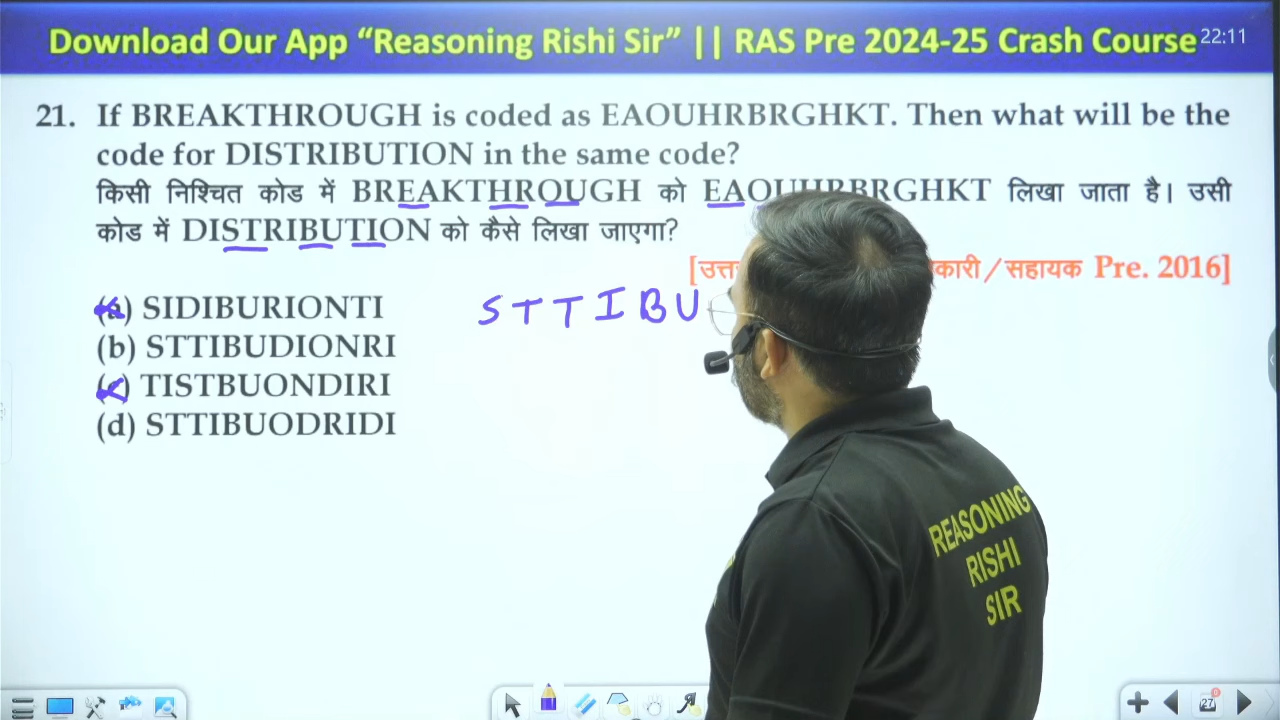 Download Our App “Reasoning Rishi Sir” || RAS Pre 2024-25 Crash Course 22:11
21. If BREAKTHROUGH is coded as EAOUHRBRGHKT. Then what will be the
code for DISTRIBUTION in the same code?
किसी निश्चित कोड में BREAKTHROUGH को EAOUHRBRGHKT लिखा जाता है। उसी
कोड में DISTRIBUTION को कैसे लिखा जाएगा?
Pre. 2016]
(a) SIDIBURIONTI
STTIBU
(b) STTIBUDIONRI
(c) TISTBUONDIRI
(d) STTIBUODRIDI
REASONING
RISHI
SIR
27